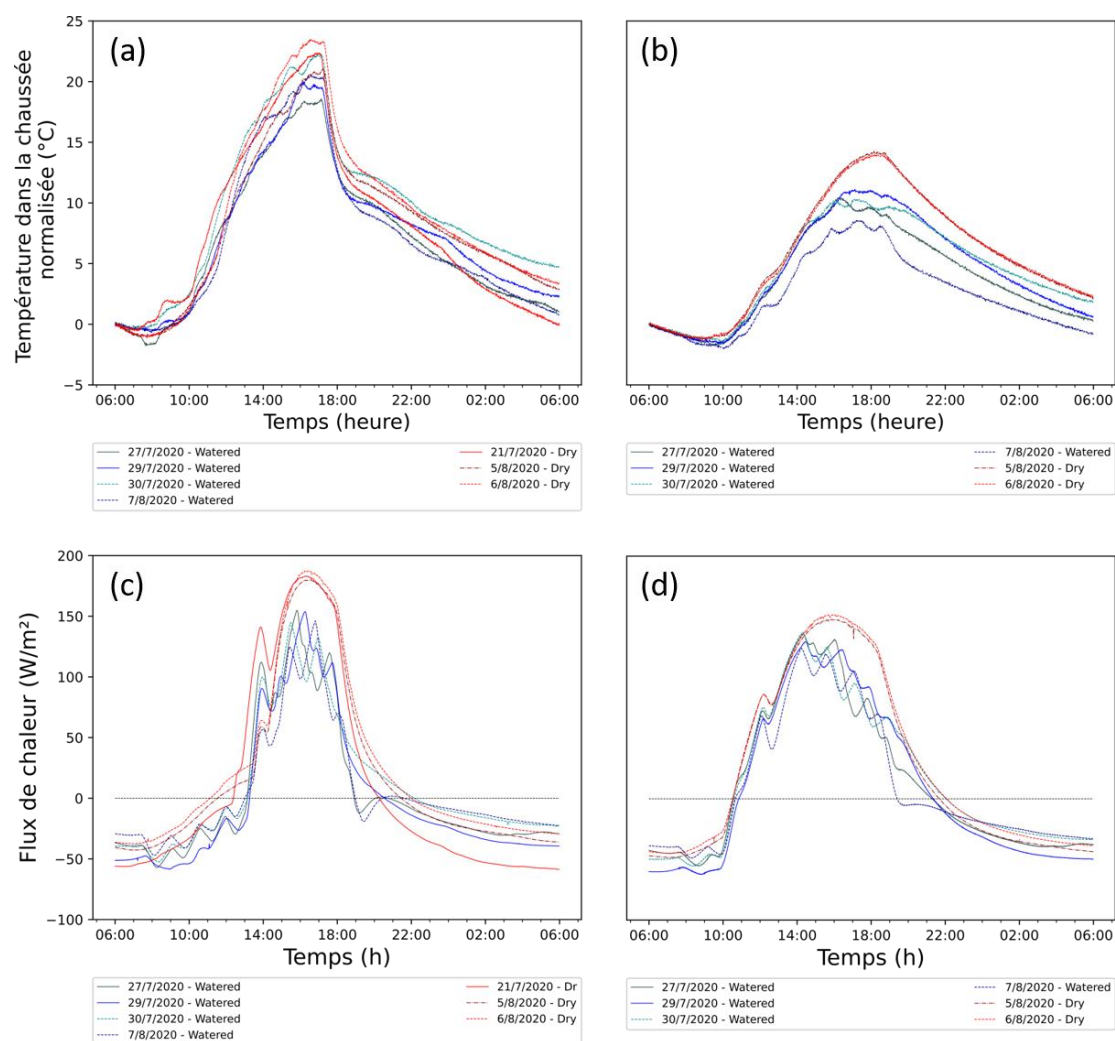 (a)
(b)
Température dans la chaussée
normalisée (°C)
25
20
15
10
5
0
−5
06:00 10:00 14:00 18:00 22:00 02:00 06:00
Temps (heure)
06:00 10:00 14:00 18:00 22:00 02:00 06:00
Temps (heure)
27/7/2020 - Watered
29/7/2020 - Watered
30/7/2020 - Watered
7/8/2020 - Watered
21/7/2020 - Dry
5/8/2020 - Dry
6/8/2020 - Dry
27/7/2020 - Watered
29/7/2020 - Watered
30/7/2020 - Watered
7/8/2020 - Watered
5/8/2020 - Dry
6/8/2020 - Dry
(c)
(d)
Flux de chaleur (W/m²)
200
150
100
50
0
−50
−100
06:00 10:00 14:00 18:00 22:00 02:00 06:00
Temps (h)
06:00 10:00 14:00 18:00 22:00 02:00 06:00
Temps (h)
27/7/2020 - Watered
29/7/2020 - Watered
30/7/2020 - Watered
7/8/2020 - Watered
21/7/2020 - Dr
5/8/2020 - Dry
6/8/2020 - Dry
27/7/2020 - Watered
29/7/2020 - Watered
30/7/2020 - Watered
7/8/2020 - Watered
5/8/2020 - Dry
6/8/2020 - Dry